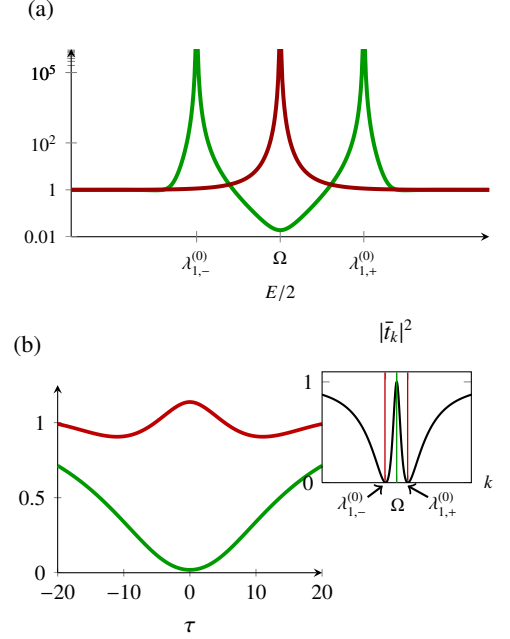 (a)
10⁵
10²
1
0.01
λ₁,₋⁽⁰⁾
Ω
λ₁,₊⁽⁰⁾
E/2
|t̄ₖ|²
(b)
1
0
k
λ₁,₋⁽⁰⁾
Ω
λ₁,₊⁽⁰⁾
1
0.5
0
−20
−10
0
10
20
τ